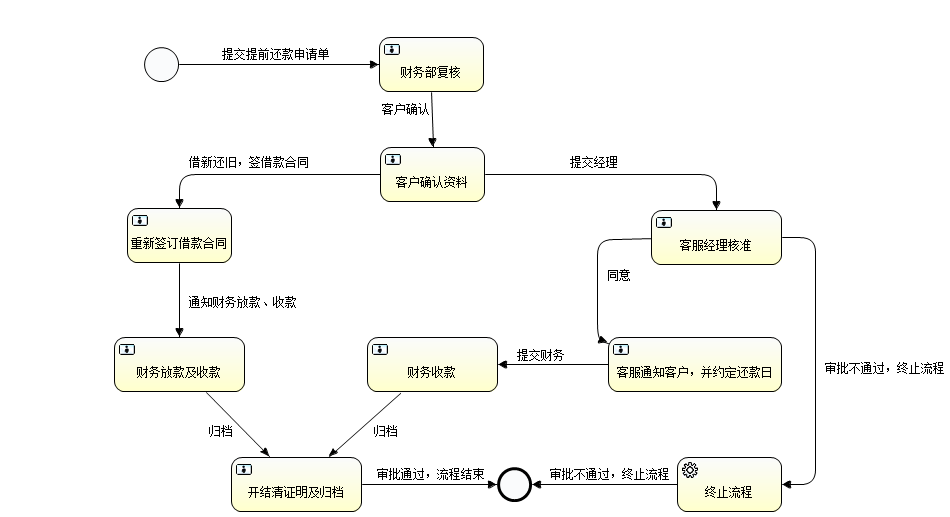 提交提前还款申请单
财务部复核
客户确认
借新还旧，签借款合同
提交经理
客户确认资料
重新签订借款合同
客服经理核准
同意
通知财务放款、收款
提交财务
财务放款及收款
财务收款
客服通知客户，并约定还款日
审批不通过，终止流程
归档
归档
审批通过，流程结束
审批不通过，终止流程
开结清证明及归档
终止流程